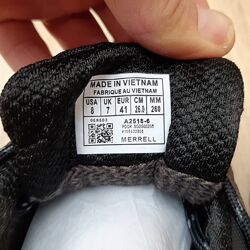 MADE IN VIETNAM
FABRIQUE AU VIETNAM
USA UK EUR CM MM
8 7 41 26.0 260
A2518-6
MERRELL